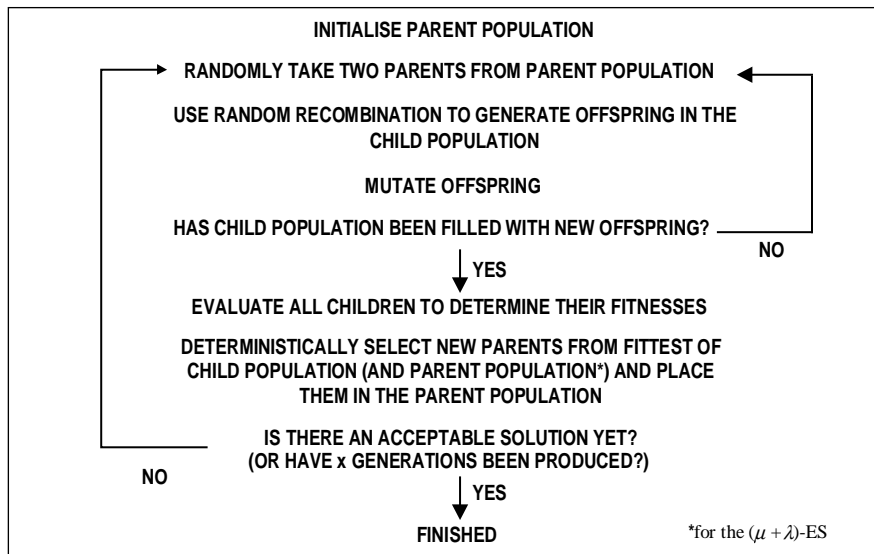 INITIALISE PARENT POPULATION
RANDOMLY TAKE TWO PARENTS FROM PARENT POPULATION
USE RANDOM RECOMBINATION TO GENERATE OFFSPRING IN THE
CHILD POPULATION
MUTATE OFFSPRING
HAS CHILD POPULATION BEEN FILLED WITH NEW OFFSPRING?
NO
YES
EVALUATE ALL CHILDREN TO DETERMINE THEIR FITNESSES
DETERMINISTICALLY SELECT NEW PARENTS FROM FITTEST OF
CHILD POPULATION (AND PARENT POPULATION*) AND PLACE
THEM IN THE PARENT POPULATION
IS THERE AN ACCEPTABLE SOLUTION YET?
(OR HAVE x GENERATIONS BEEN PRODUCED?)
NO
YES
FINISHED
*for the (μ + λ)-ES